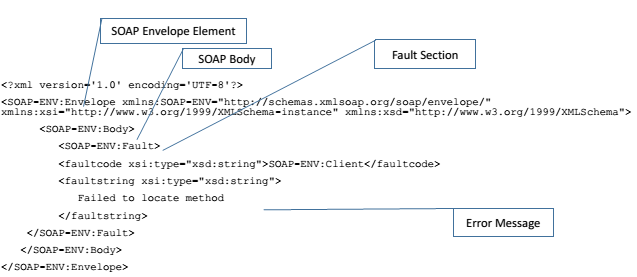 SOAP Envelope Element
SOAP Body
Fault Section
<?xml version='1.0' encoding='UTF-8'?>
<SOAP-ENV:Envelope xmlns:SOAP-ENV="http://schemas.xmlsoap.org/soap/envelope/"
xmlns:xsi="http://www.w3.org/1999/XMLSchema-instance" xmlns:xsd="http://www.w3.org/1999/XMLSchema">
<SOAP-ENV:Body>
<SOAP-ENV:Fault>
<faultcode xsi:type="xsd:string">SOAP-ENV:Client</faultcode>
<faultstring xsi:type="xsd:string">
Failed to locate method
</faultstring>
Error Message
</SOAP-ENV:Fault>
</SOAP-ENV:Body>
</SOAP-ENV:Envelope>